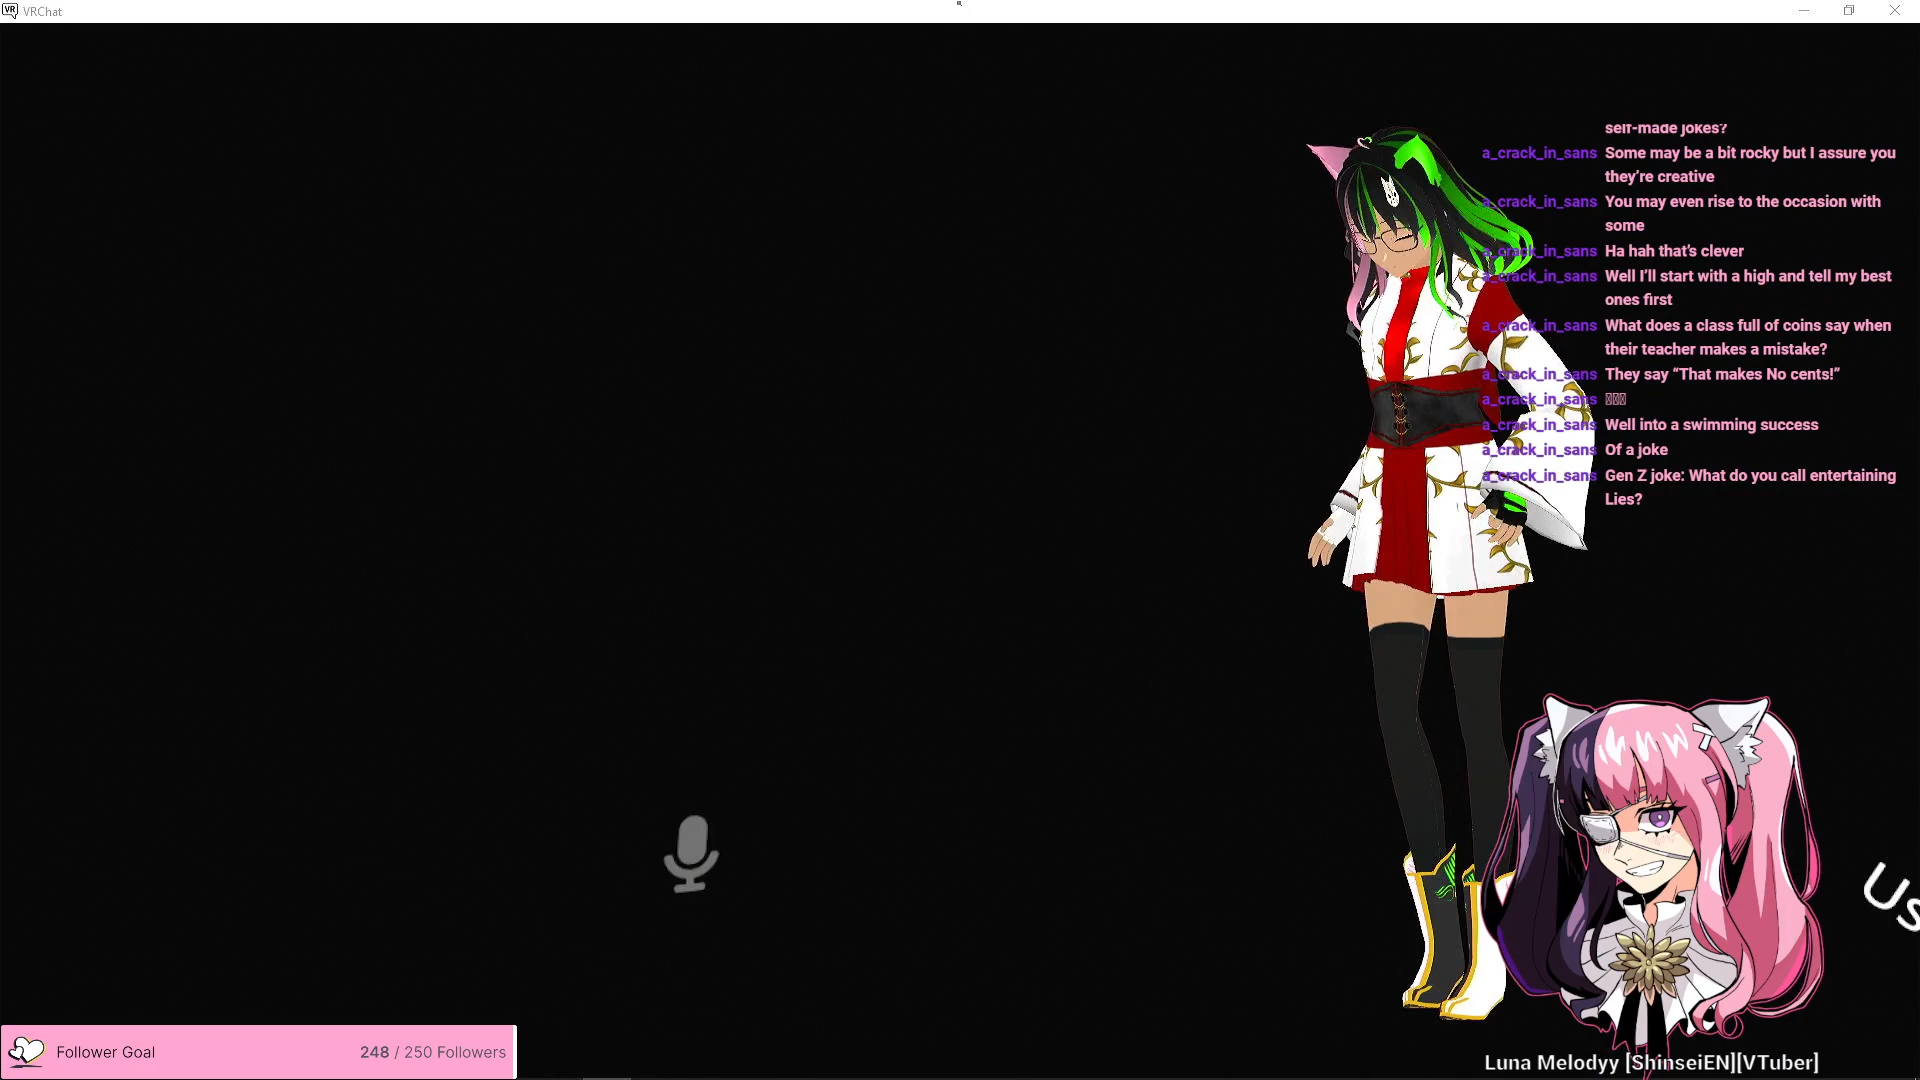 VRChat
self-made jokes?
a_crack_in_sans Some may be a bit rocky but I assure you
they're creative
a_crack_in_sans You may even rise to the occasion with
some
a_crack_in_sans Ha hah that's clever
a_crack_in_sans Well I'll start with a high and tell my best
ones first
a_crack_in_sans What does a class full of coins say when
their teacher makes a mistake?
a_crack_in_sans They say “That makes No cents!”
a_crack_in_sans
a_crack_in_sans Well into a swimming success
a_crack_in_sans Of a joke
a_crack_in_sans Gen Z joke: What do you call entertaining
Lies?
Us
Follower Goal 248 / 250 Followers
Luna Melodyy [ShinseiEN][VTuber]